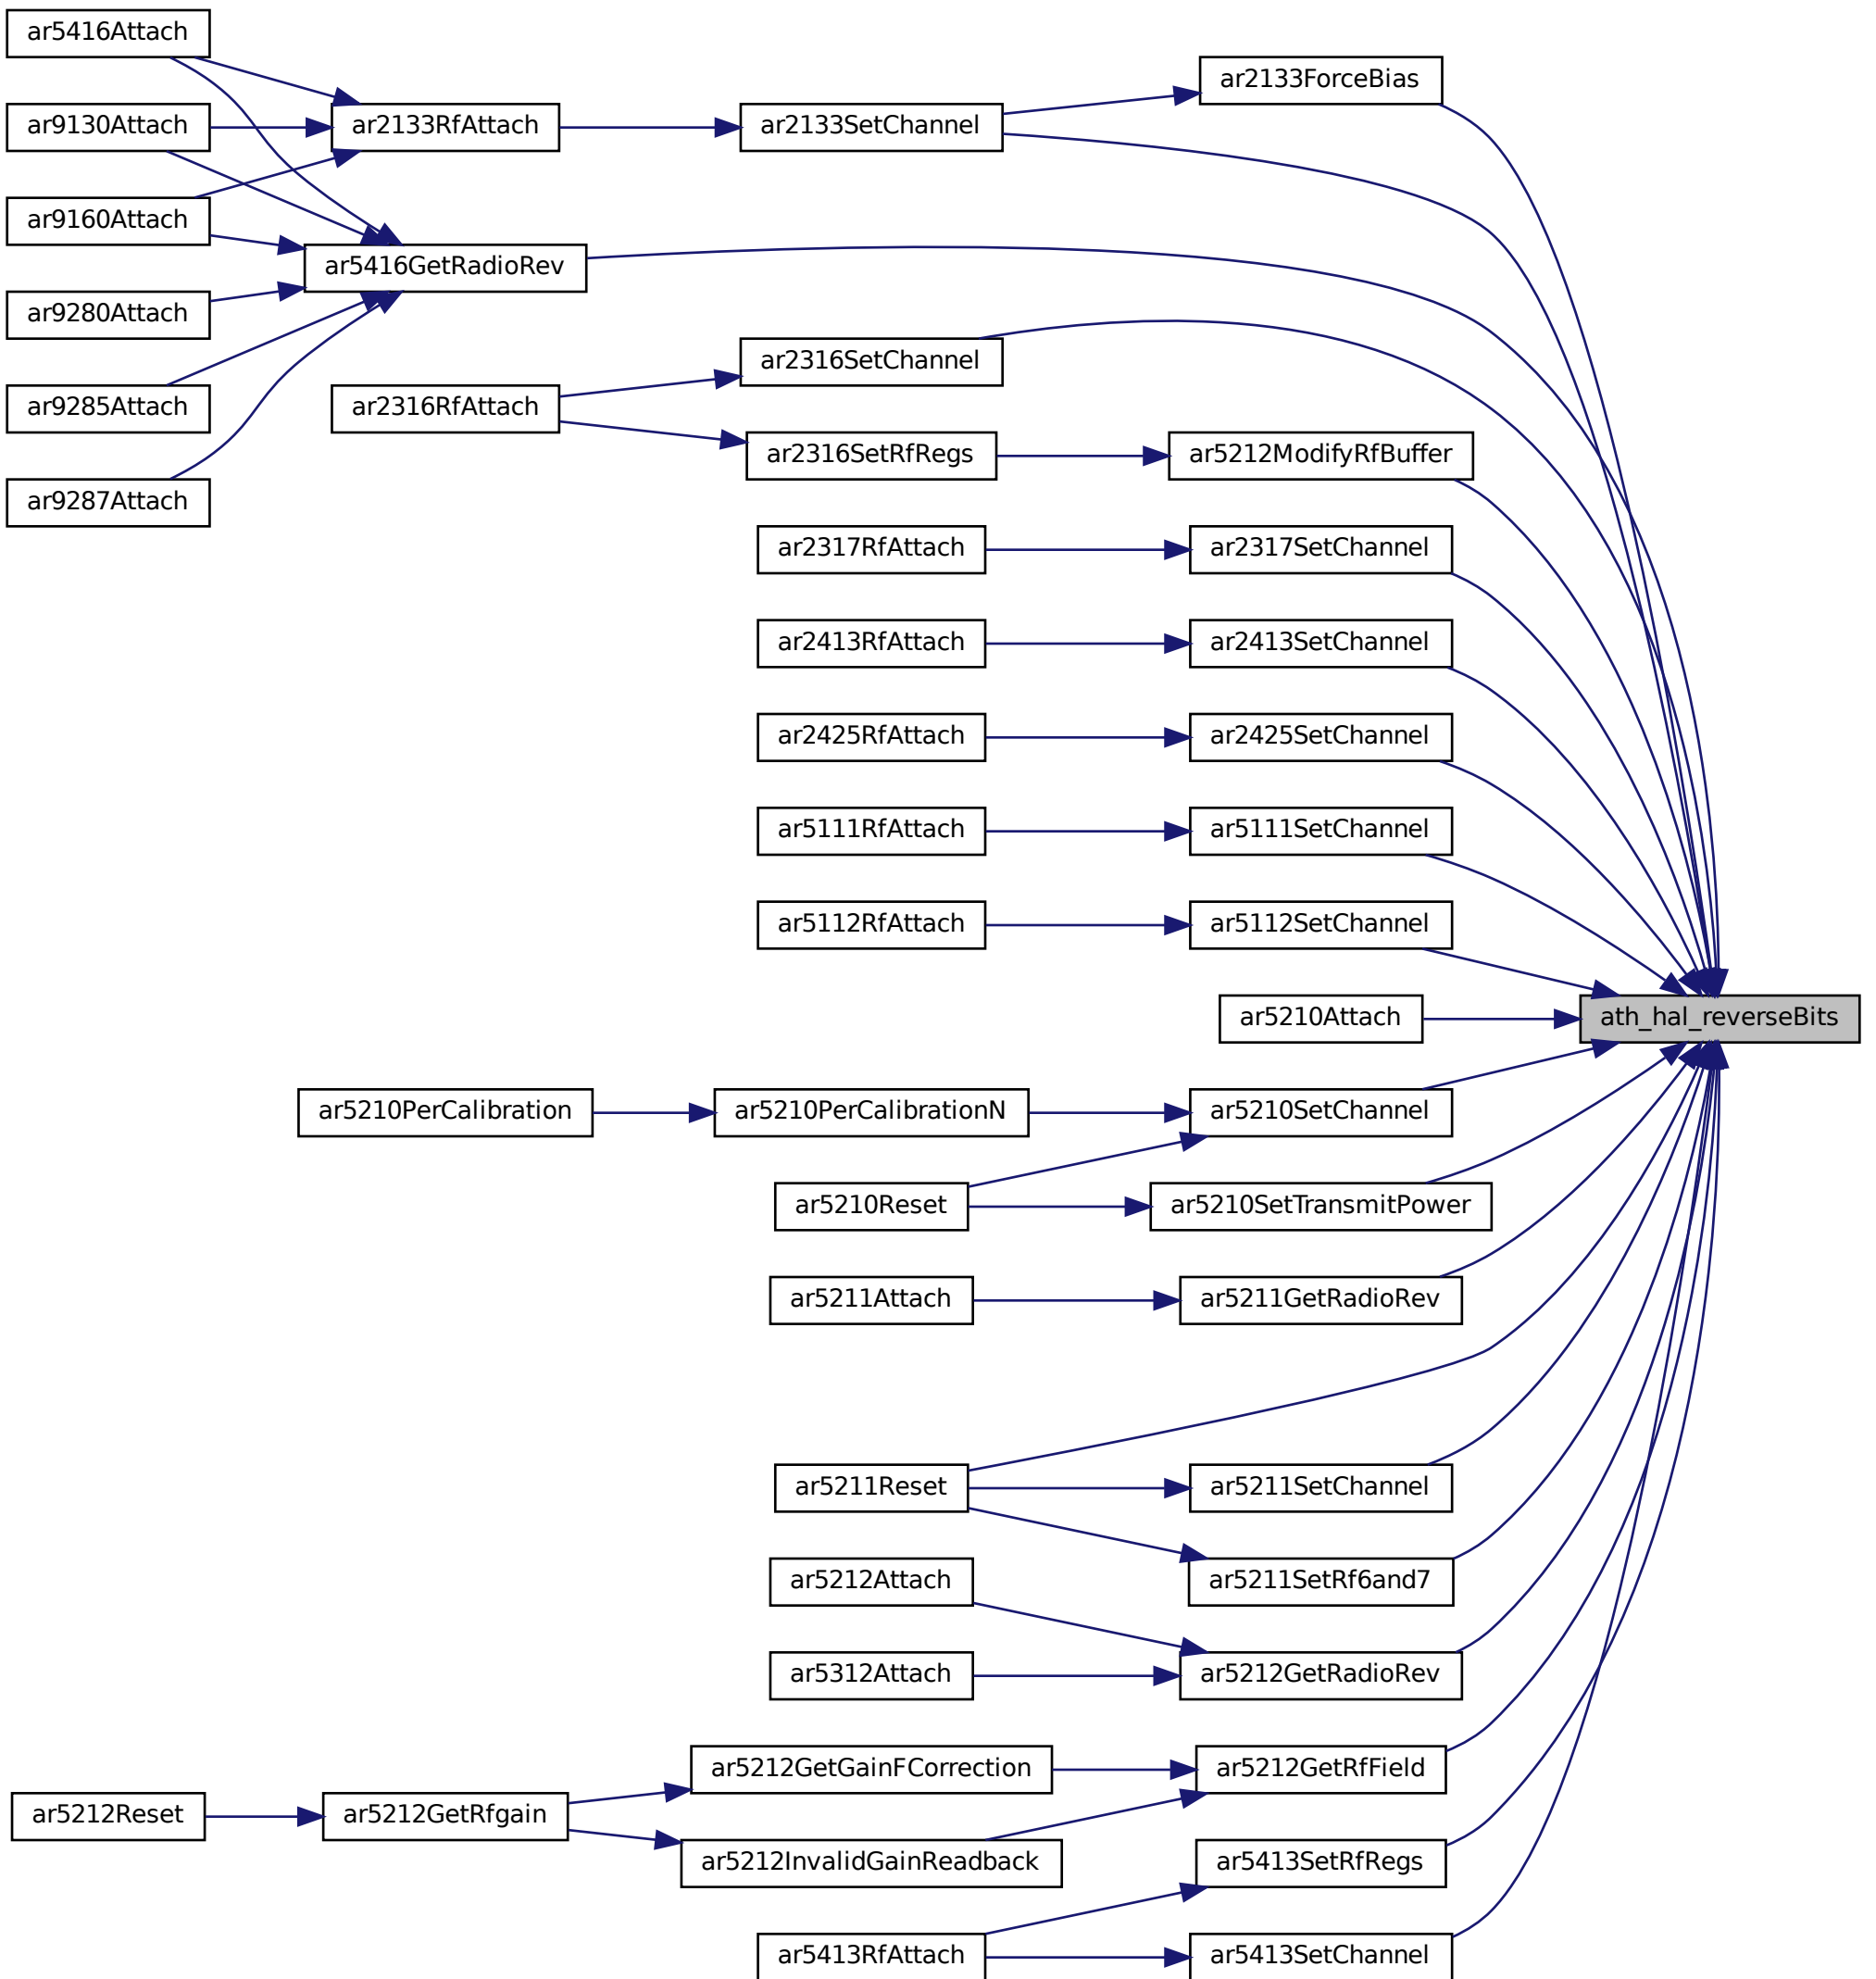 ar5416Attach
ar2133ForceBias
ar9130Attach
ar2133RfAttach
ar2133SetChannel
ar9160Attach
ar5416GetRadioRev
ar9280Attach
ar2316SetChannel
ar9285Attach
ar2316RfAttach
ar2316SetRfRegs
ar5212ModifyRfBuffer
ar9287Attach
ar2317RfAttach
ar2317SetChannel
ar2413RfAttach
ar2413SetChannel
ar2425RfAttach
ar2425SetChannel
ar5111RfAttach
ar5111SetChannel
ar5112RfAttach
ar5112SetChannel
ar5210Attach
ath_hal_reverseBits
ar5210PerCalibration
ar5210PerCalibrationN
ar5210SetChannel
ar5210Reset
ar5210SetTransmitPower
ar5211Attach
ar5211GetRadioRev
ar5211Reset
ar5211SetChannel
ar5212Attach
ar5211SetRf6and7
ar5312Attach
ar5212GetRadioRev
ar5212GetGainFCorrection
ar5212GetRfField
ar5212Reset
ar5212GetRfgain
ar5212InvalidGainReadback
ar5413SetRfRegs
ar5413RfAttach
ar5413SetChannel